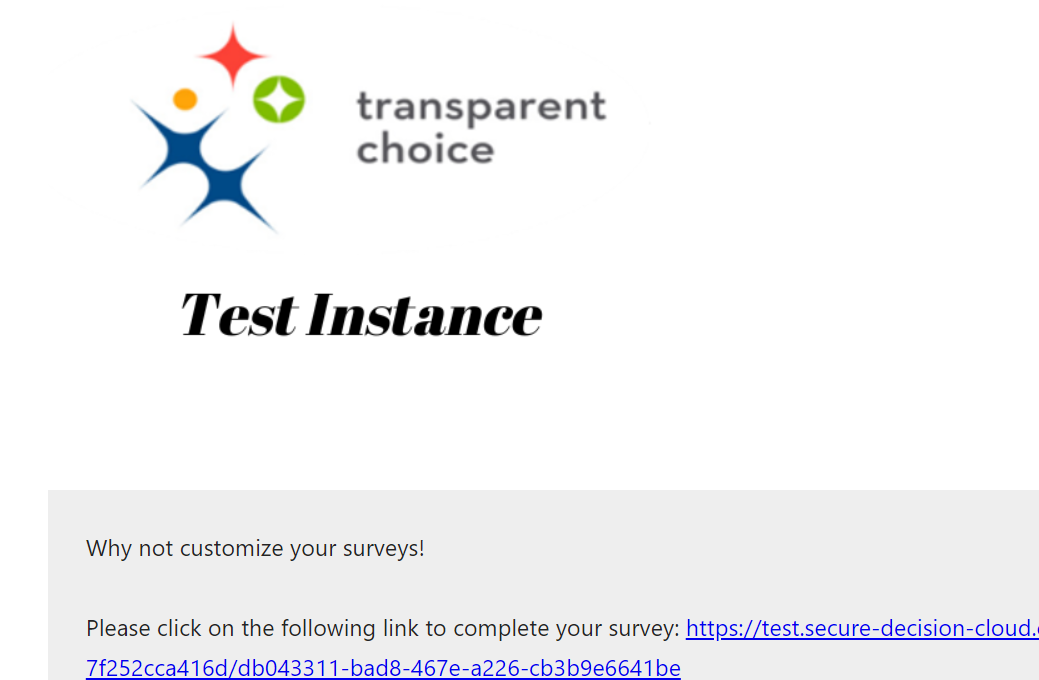 transparent
choice
Test Instance
Why not customize your surveys!
Please click on the following link to complete your survey: https://test.secure-decision-cloud.
7f252cca416d/db043311-bad8-467e-a226-cb3b9e6641be